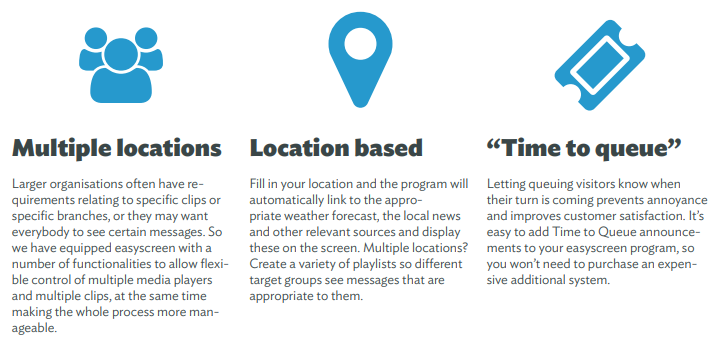 Multiple locations
Larger organisations often have re-
quirements relating to specific clips or
specific branches, or they may want
everybody to see certain messages. So
we have equipped easyscreen with a
number of functionalities to allow flexi-
ble control of multiple media players
and multiple clips, at the same time
making the whole process more man-
ageable.
Location based
Fill in your location and the program will
automatically link to the appro-
priate weather forecast, the local news
and other relevant sources and display
these on the screen. Multiple locations?
Create a variety of playlists so different
target groups see messages that are
appropriate to them.
“Time to queue”
Letting queuing visitors know when
their turn is coming prevents annoyance
and improves customer satisfaction. It’s
easy to add Time to Queue announce-
ments to your easyscreen program, so
you won’t need to purchase an expen-
sive additional system.